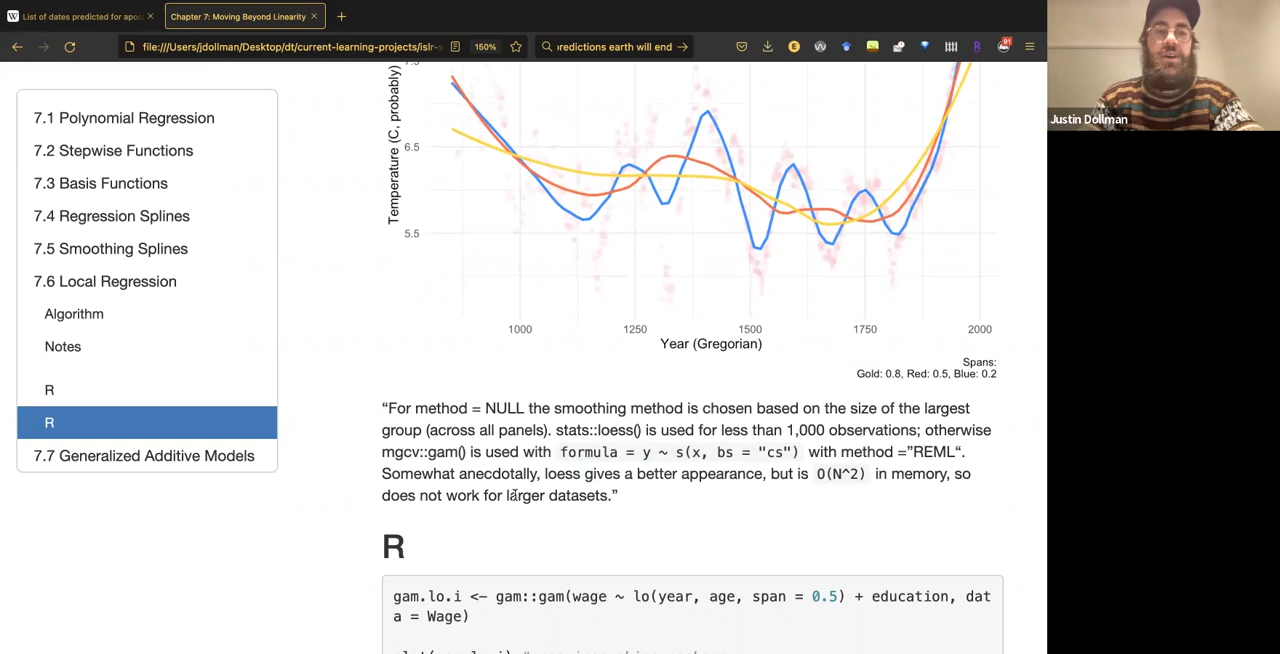 List of dates predicted for apoc
Chapter 7: Moving Beyond Linearity
file:///Users/jdollman/Desktop/dt/current-learning-projects/islr-s
150%
redictions earth will end
91
Justin Dollman
7.1 Polynomial Regression
7.2 Stepwise Functions
7.3 Basis Functions
7.4 Regression Splines
7.5 Smoothing Splines
7.6 Local Regression
Algorithm
Notes
R
R
7.7 Generalized Additive Models
Temperature (C, probably)
7.5
6.5
5.5
1000
1250
1500
1750
2000
Year (Gregorian)
Spans:
Gold: 0.8, Red: 0.5, Blue: 0.2
“For method = NULL the smoothing method is chosen based on the size of the largest
group (across all panels). stats::loess() is used for less than 1,000 observations; otherwise
mgcv::gam() is used with formula = y ~ s(x, bs = "cs") with method =”REML“.
Somewhat anecdotally, loess gives a better appearance, but is O(N^2) in memory, so
does not work for larger datasets.”
R
gam.lo.i <- gam::gam(wage ~ lo(year, age, span = 0.5) + education, dat
a = Wage)